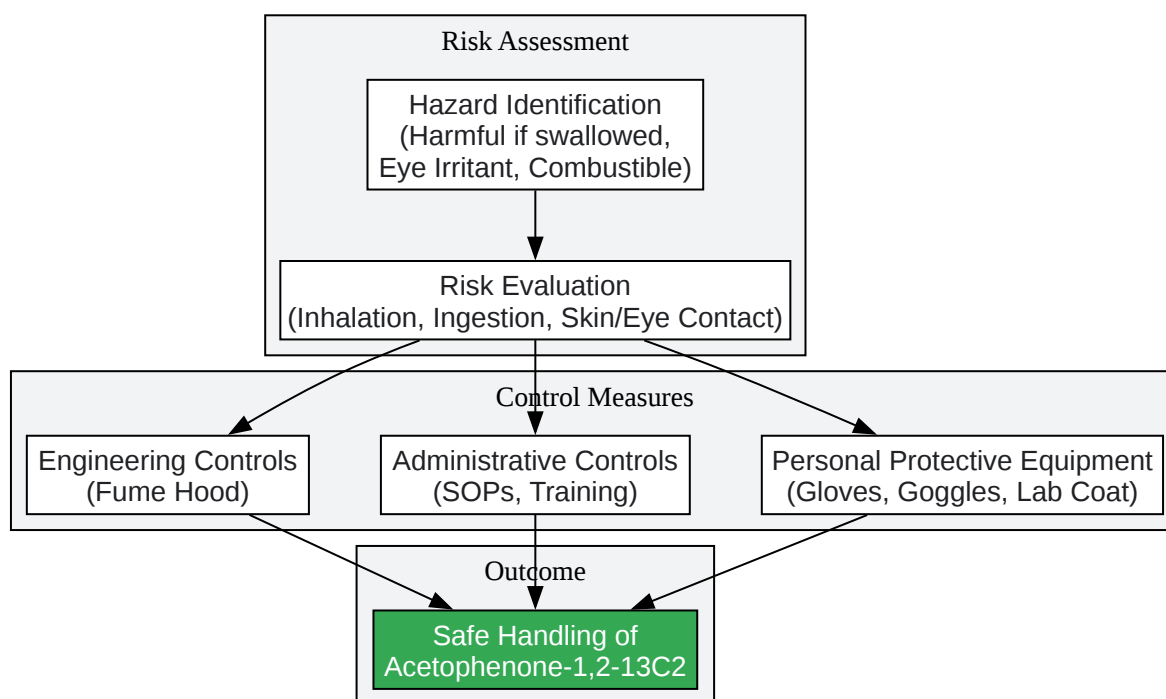 Risk Assessment
Hazard Identification
(Harmful if swallowed,
Eye Irritant, Combustible)
Risk Evaluation
(Inhalation, Ingestion, Skin/Eye Contact)
Control Measures
Engineering Controls
(Fume Hood)
Administrative Controls
(SOPs, Training)
Personal Protective Equipment
(Gloves, Goggles, Lab Coat)
Outcome
Safe Handling of
Acetophenone-1,2-13C2